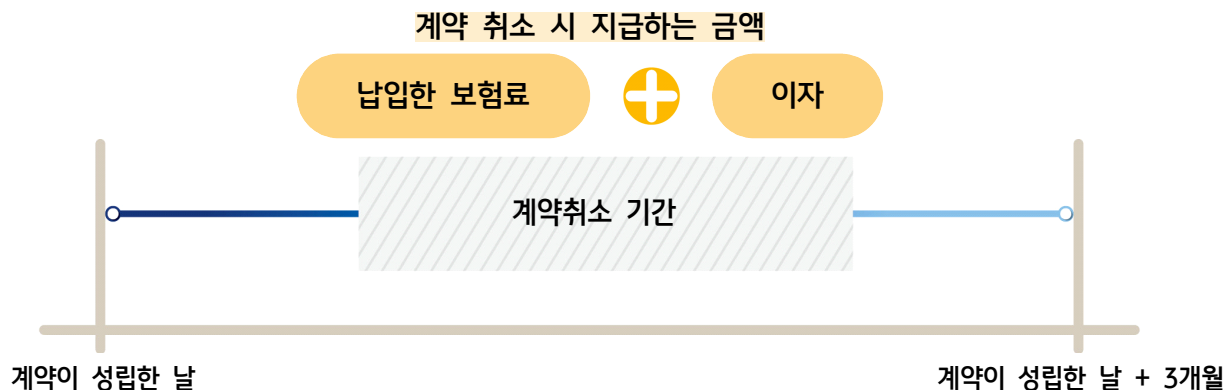 계약 취소 시 지급하는 금액
납입한 보험료 + 이자
계약취소 기간
계약이 성립한 날 계약이 성립한 날 + 3개월